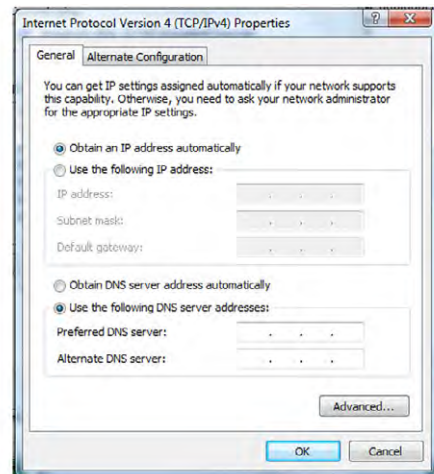 Internet Protocol Version 4 (TCP/IPv4) Properties
General
Alternate Configuration
You can get IP settings assigned automatically if your network supports
this capability. Otherwise, you need to ask your network administrator
for the appropriate IP settings.
Obtain an IP address automatically
Use the following IP address:
IP address:
Subnet mask:
Default gateway:
Obtain DNS server address automatically
Use the following DNS server addresses:
Preferred DNS server:
Alternate DNS server:
Advanced...
OK
Cancel